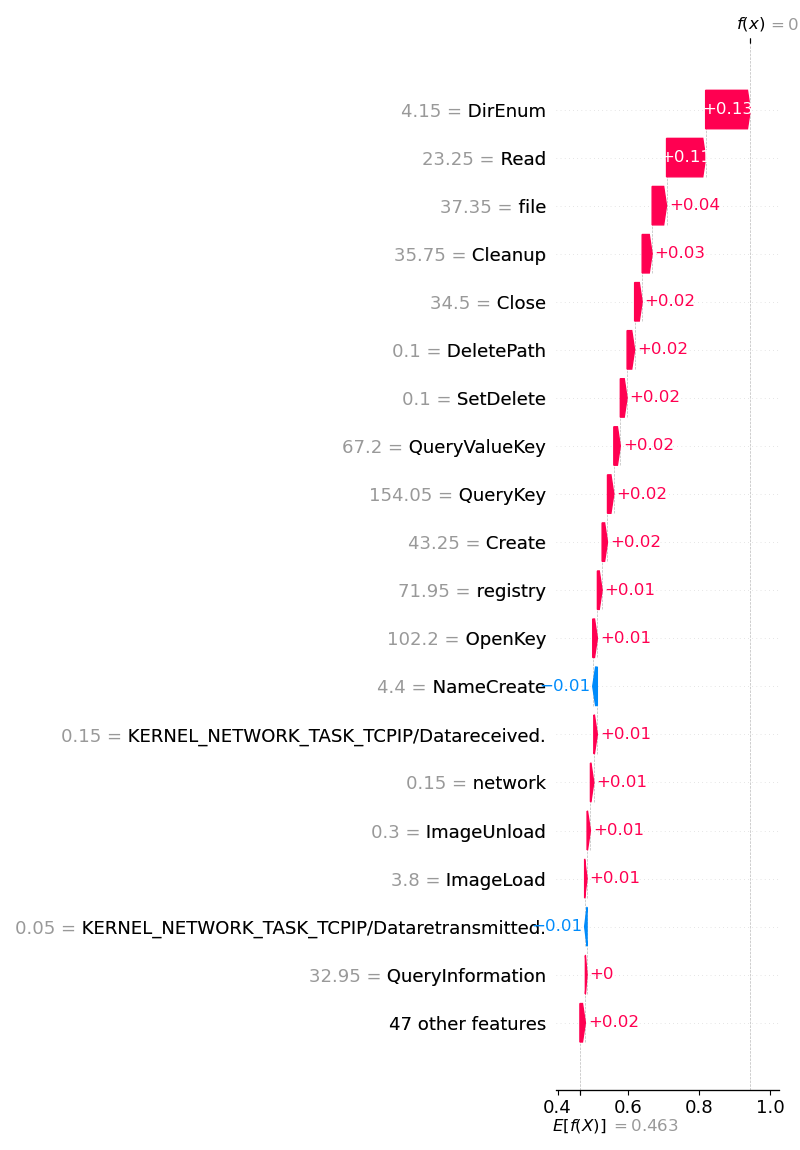 f(x) = 0
4.15 = DirEnum +0.13
23.25 = Read +0.11
37.35 = file +0.04
35.75 = Cleanup +0.03
34.5 = Close +0.02
0.1 = DeletePath +0.02
0.1 = SetDelete +0.02
67.2 = QueryValueKey +0.02
154.05 = QueryKey +0.02
43.25 = Create +0.02
71.95 = registry +0.01
102.2 = OpenKey +0.01
4.4 = NameCreate −0.01
0.15 = KERNEL_NETWORK_TASK_TCPIP/Datareceived. +0.01
0.15 = network +0.01
0.3 = ImageUnload +0.01
3.8 = ImageLoad +0.01
0.05 = KERNEL_NETWORK_TASK_TCPIP/Dataretransmitted. −0.01
32.95 = QueryInformation +0
47 other features +0.02
0.4 0.6 0.8 1.0
E[f(X)] = 0.463